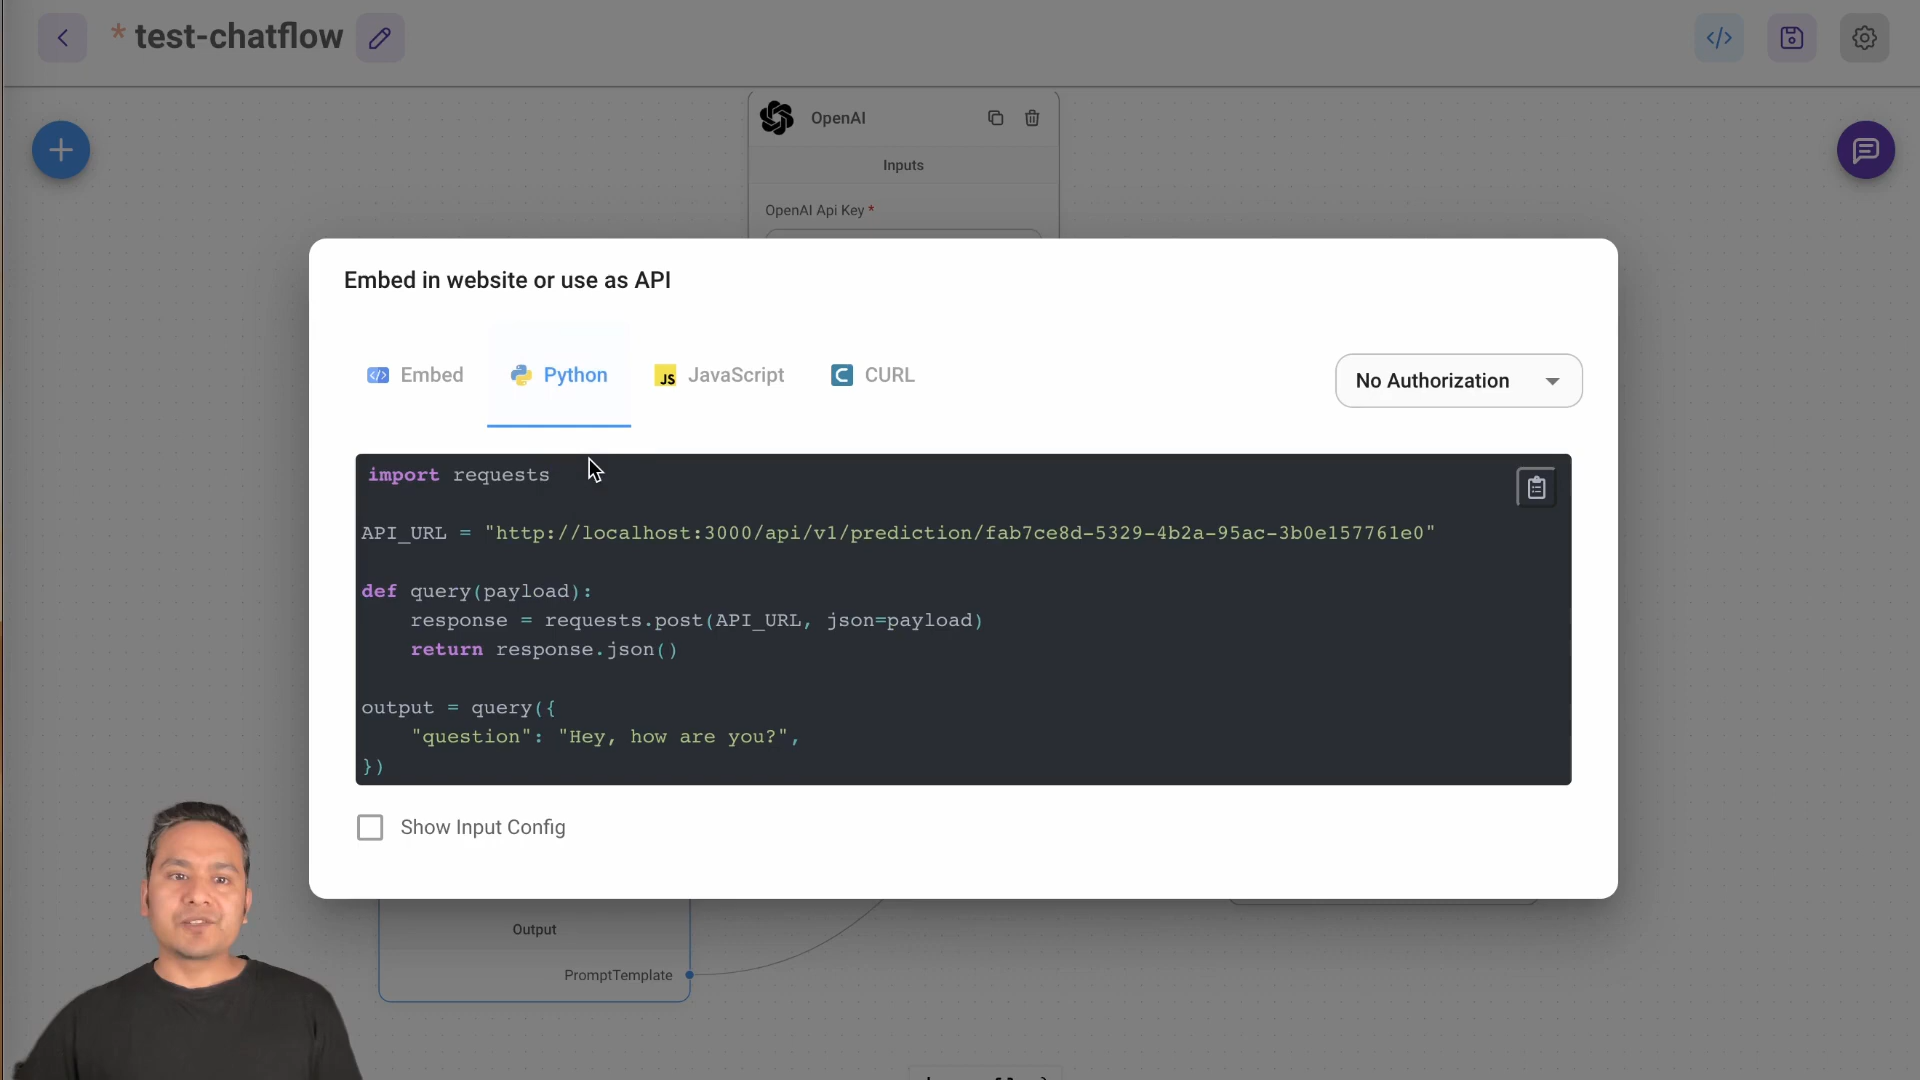 * test-chatflow
OpenAI
Inputs
OpenAI Api Key *
Embed in website or use as API
Embed
Python
JS
JavaScript
CURL
No Authorization
import requests
API_URL = "http://localhost:3000/api/v1/prediction/fab7ce8d-5329-4b2a-95ac-3b0e157761e0"
def query(payload):
    response = requests.post(API_URL, json=payload)
    return response.json()
output = query({
    "question": "Hey, how are you?",
})
Show Input Config
Output
PromptTemplate